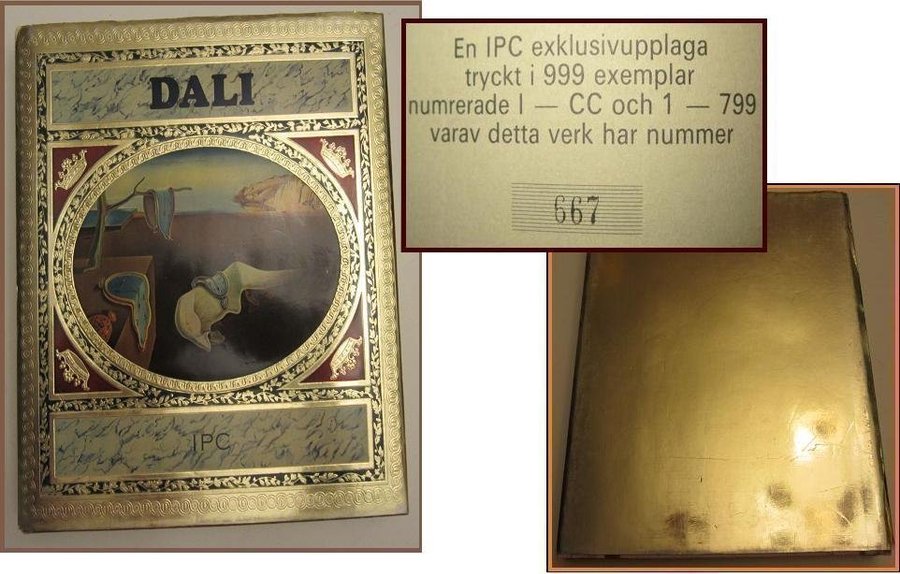 DALI
IPC
En IPC exklusivupplaga
tryckt i 999 exemplar
numrerade I — CC och 1 — 799
varav detta verk har nummer
667